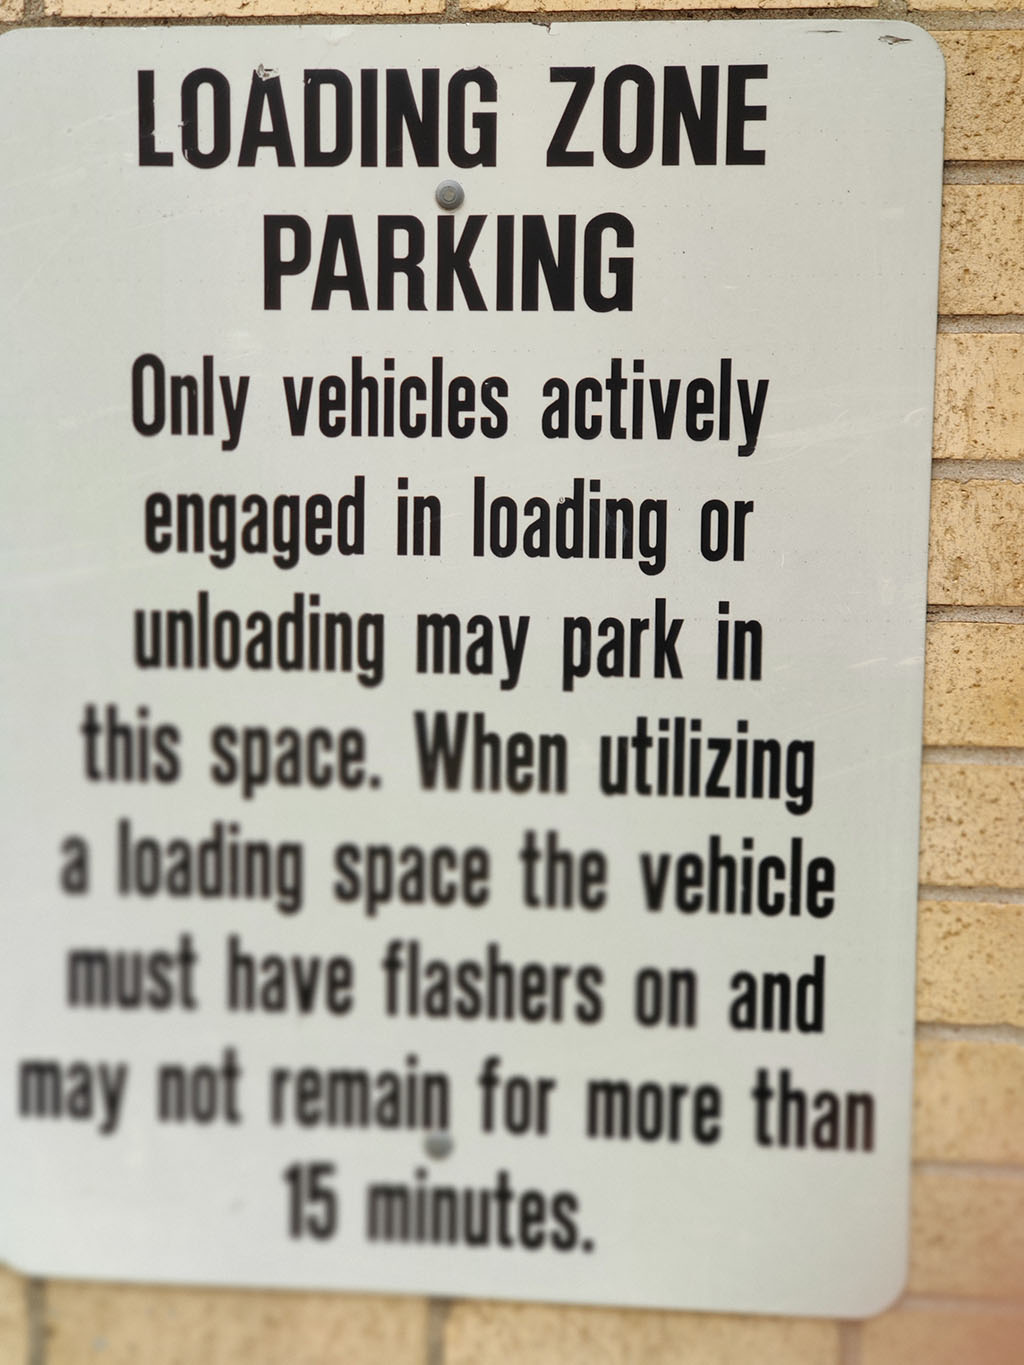 LOADING ZONE
PARKING
Only vehicles actively
engaged in loading or
unloading may park in
this space. When utilizing
a loading space the vehicle
must have flashers on and
may not remain for more than
15 minutes.